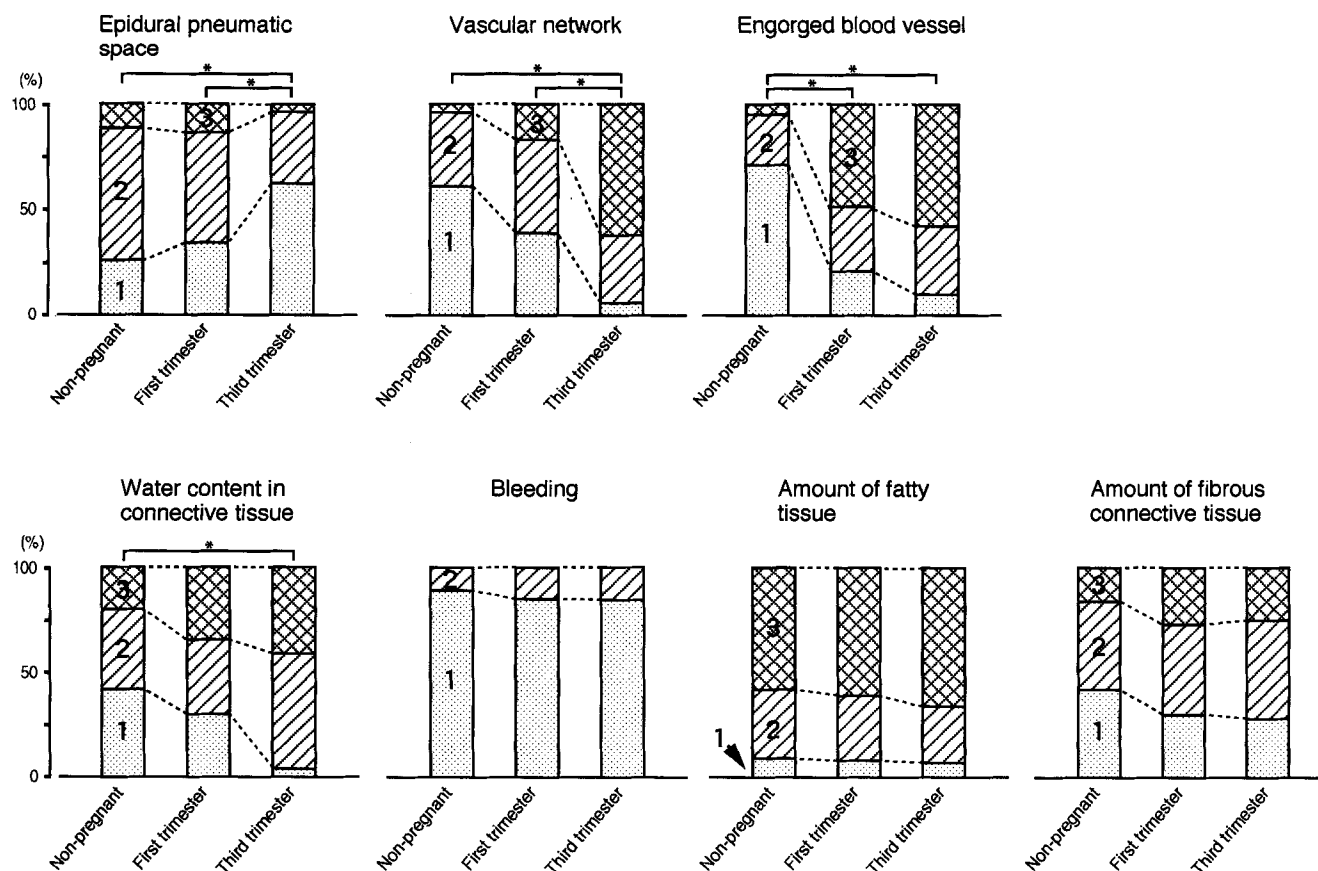 Epidural pneumatic
space
Vascular network
Engorged blood vessel
(%)
*
*
*
*
*
*
100
50
0
3
2
1
3
2
1
3
2
1
Non-pregnant
First trimester
Third trimester
Non-pregnant
First trimester
Third trimester
Non-pregnant
First trimester
Third trimester
Water content in
connective tissue
Bleeding
Amount of fatty
tissue
Amount of fibrous
connective tissue
(%)
*
100
50
0
3
2
1
2
1
3
2
1
3
2
1
Non-pregnant
First trimester
Third trimester
Non-pregnant
First trimester
Third trimester
Non-pregnant
First trimester
Third trimester
Non-pregnant
First trimester
Third trimester